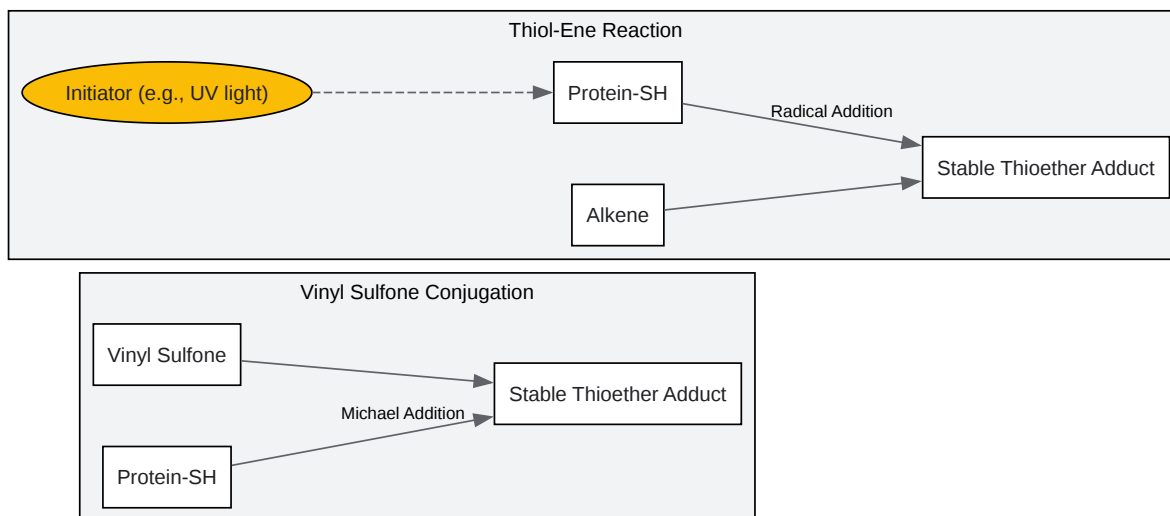 Thiol-Ene Reaction
Initiator (e.g., UV light)
Protein-SH
Radical Addition
Stable Thioether Adduct
Alkene
Vinyl Sulfone Conjugation
Vinyl Sulfone
Stable Thioether Adduct
Michael Addition
Protein-SH